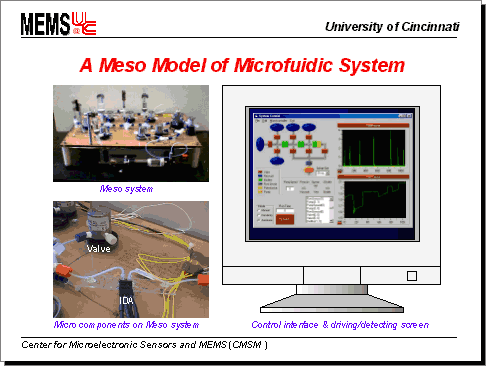 MEMS UC @
University of Cincinnati
A Meso Model of Microfuidic System
Meso system
Valve
IDA
Micro components on Meso system
Control interface & driving/detecting screen
Center for Microelectronic Sensors and MEMS (CMSM )